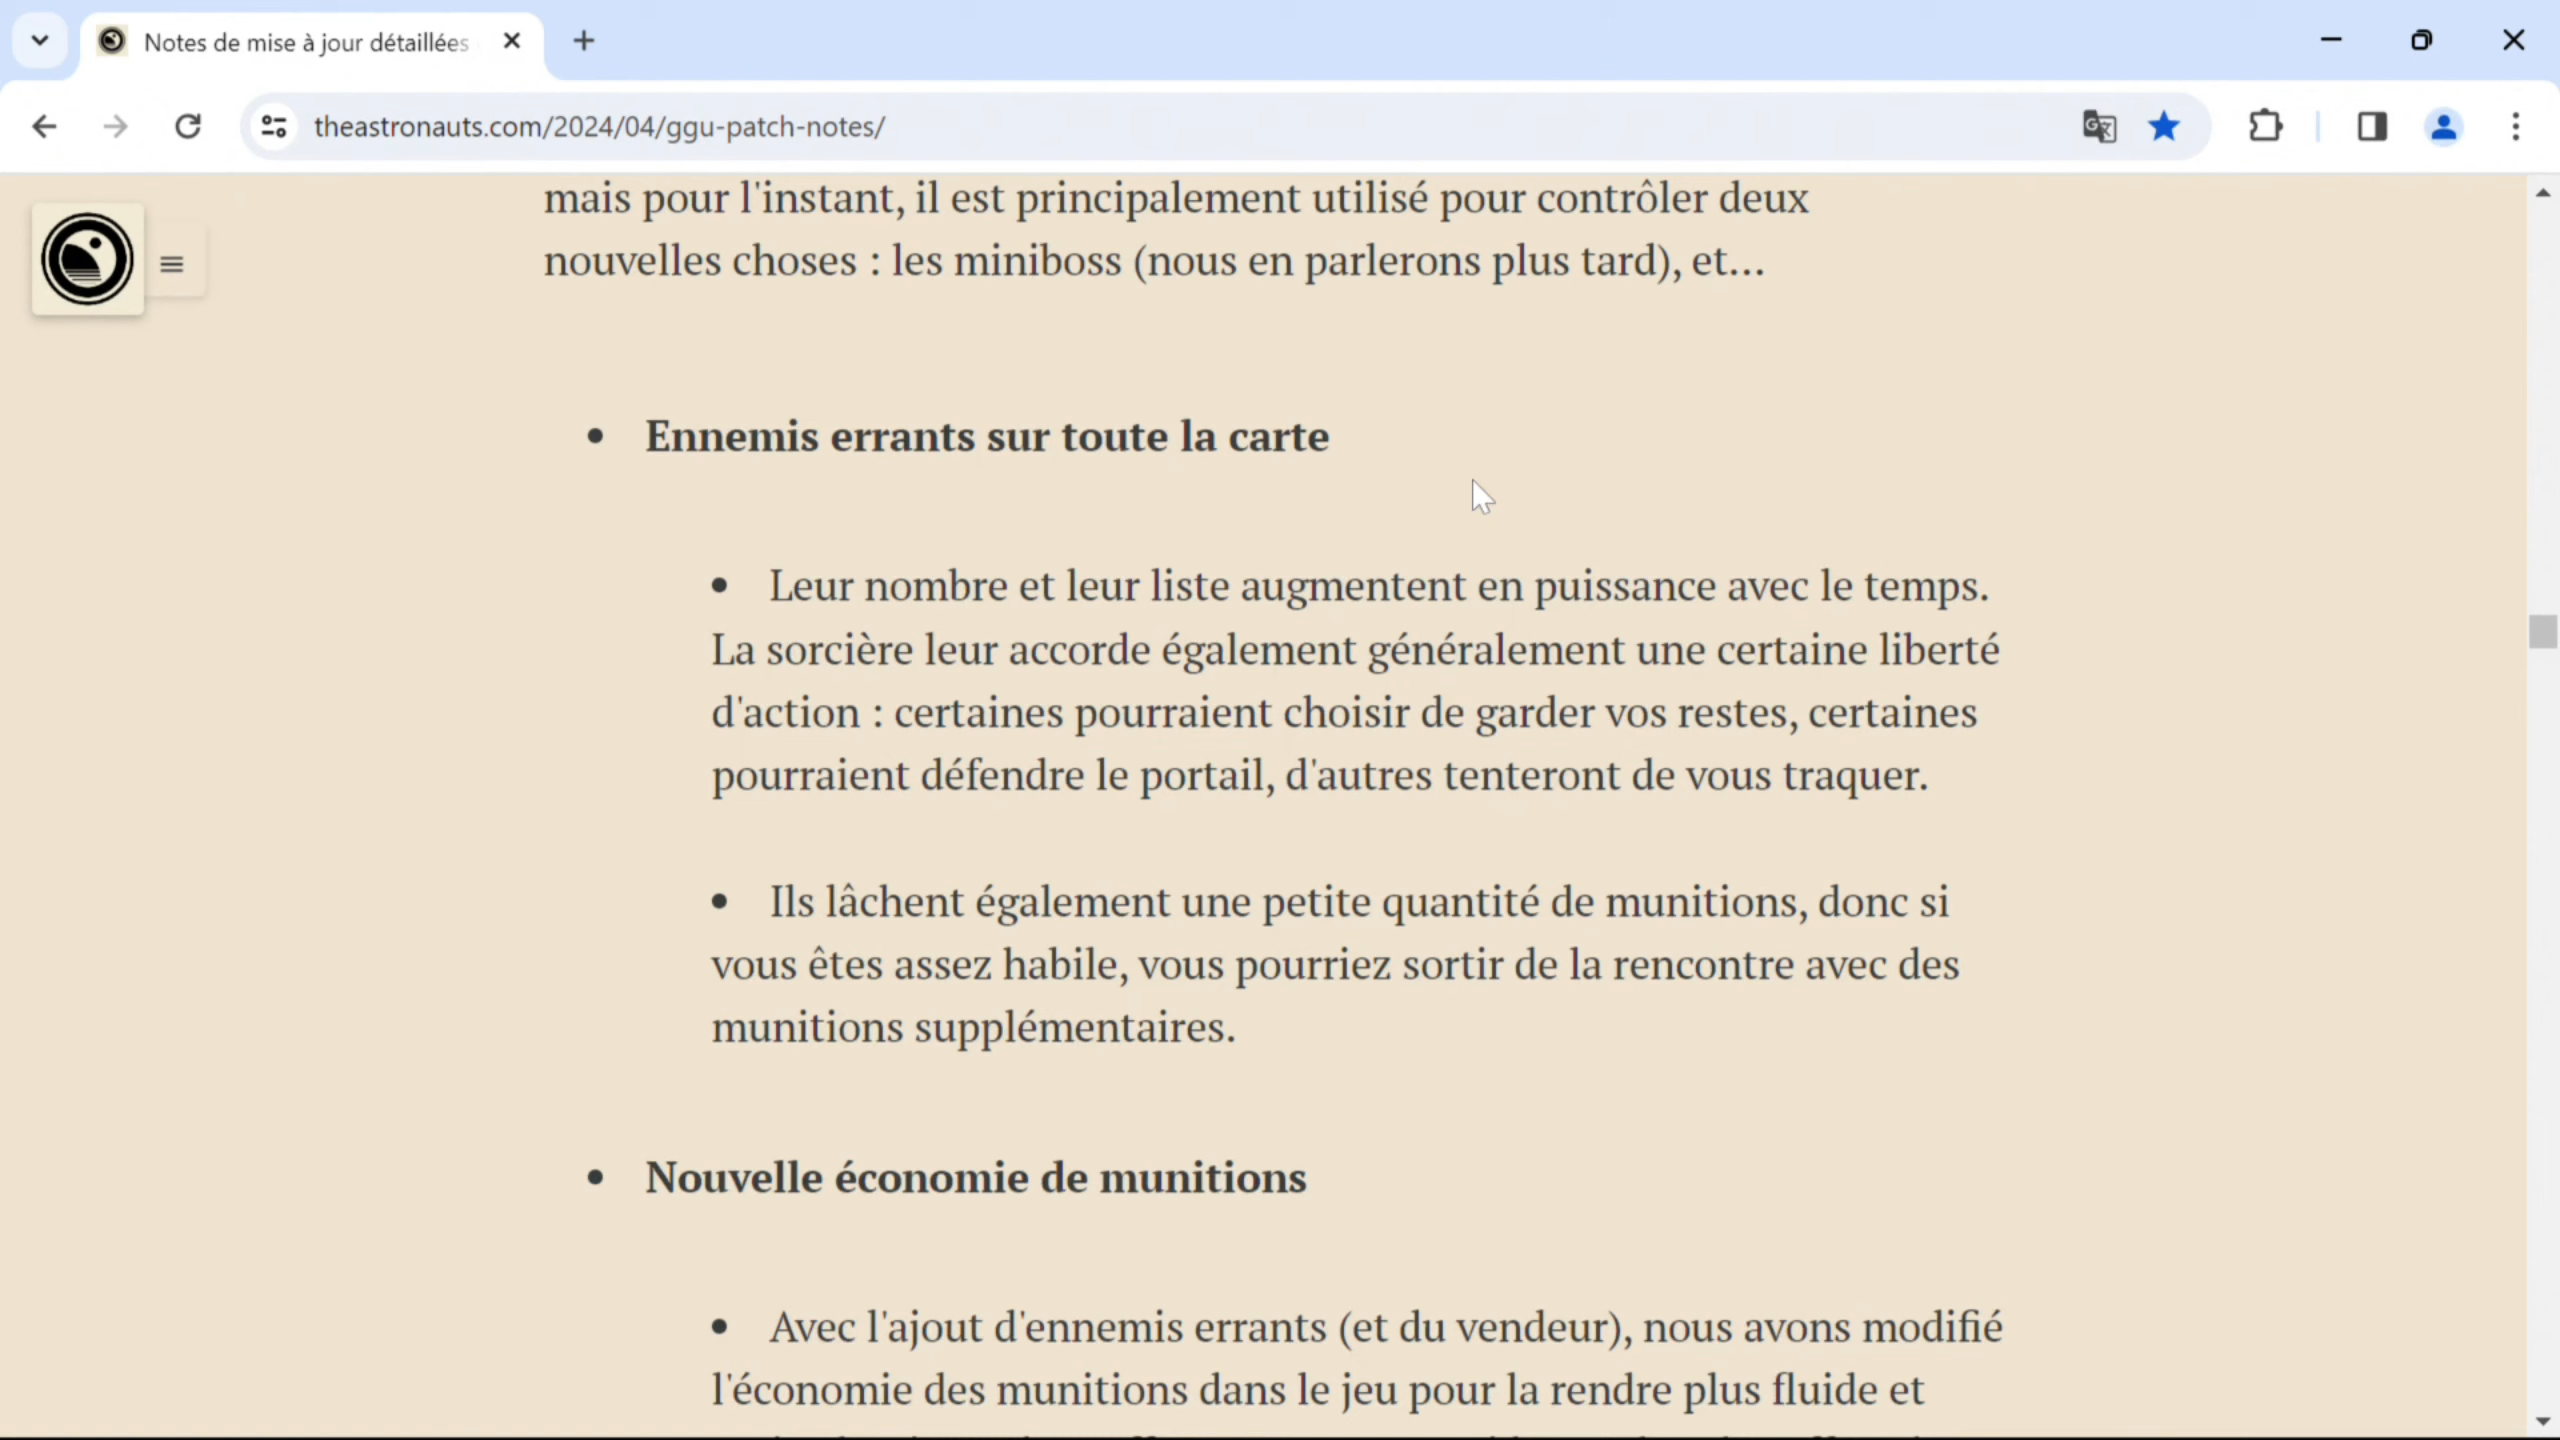 Notes de mise à jour détaillées
theastronauts.com/2024/04/ggu-patch-notes/
mais pour l'instant, il est principalement utilisé pour contrôler deux
nouvelles choses : les miniboss (nous en parlerons plus tard), et...
• Ennemis errants sur toute la carte
• Leur nombre et leur liste augmentent en puissance avec le temps.
La sorcière leur accorde également généralement une certaine liberté
d'action : certaines pourraient choisir de garder vos restes, certaines
pourraient défendre le portail, d'autres tenteront de vous traquer.
• Ils lâchent également une petite quantité de munitions, donc si
vous êtes assez habile, vous pourriez sortir de la rencontre avec des
munitions supplémentaires.
• Nouvelle économie de munitions
• Avec l'ajout d'ennemis errants (et du vendeur), nous avons modifié
l'économie des munitions dans le jeu pour la rendre plus fluide et